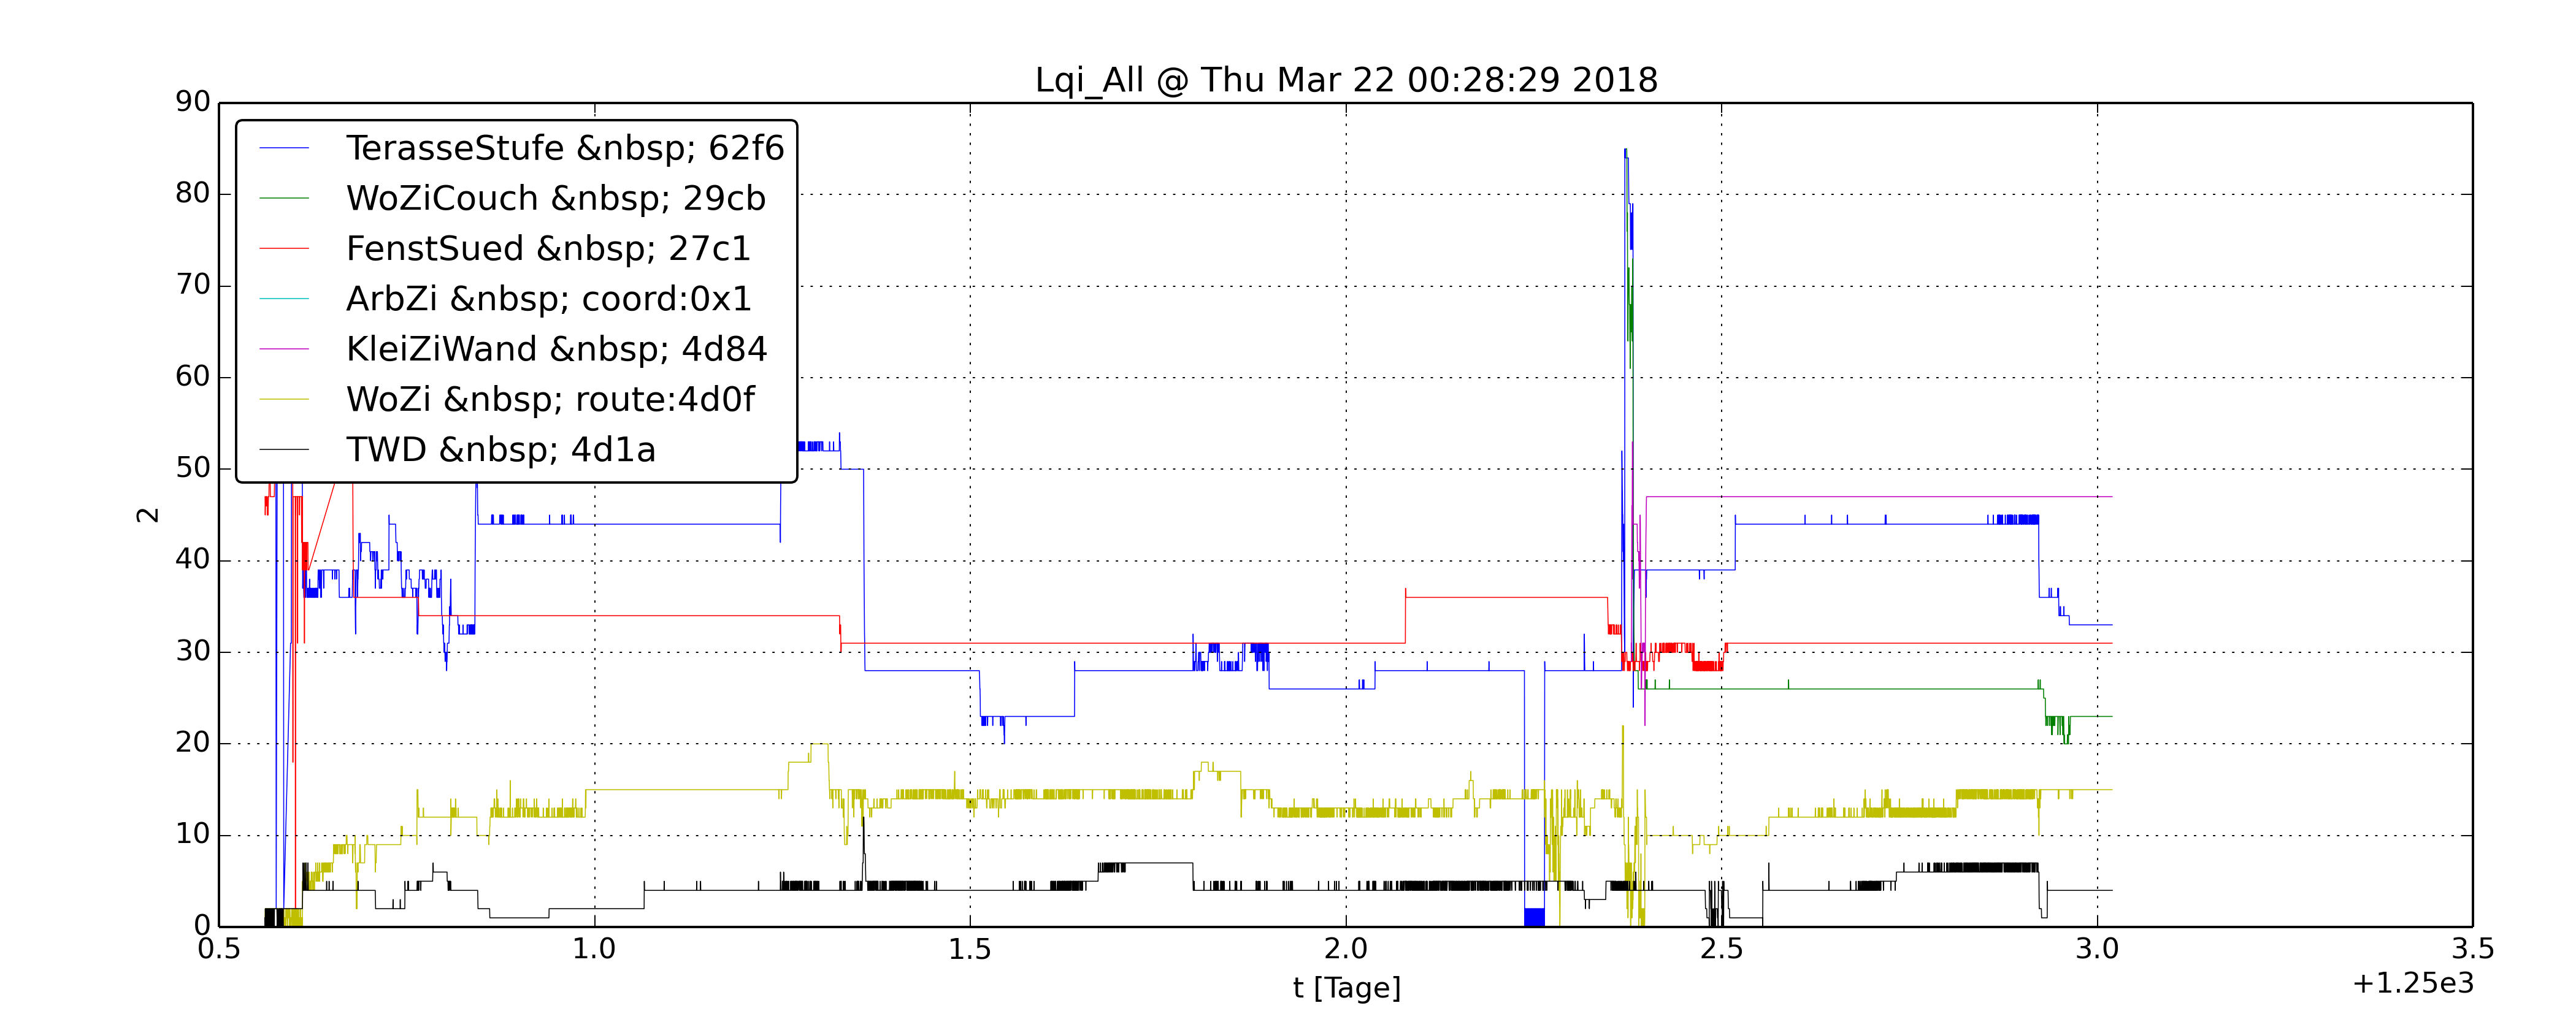 Lqi_All @ Thu Mar 22 00:28:29 2018
90
80
70
60
50
40
30
20
10
0
2
TerasseStufe &nbsp; 62f6
WoZiCouch &nbsp; 29cb
FenstSued &nbsp; 27c1
ArbZi &nbsp; coord:0x1
KleiZiWand &nbsp; 4d84
WoZi &nbsp; route:4d0f
TWD &nbsp; 4d1a
0.5 1.0 1.5 2.0 2.5 3.0 3.5
+1.25e3
t [Tage]